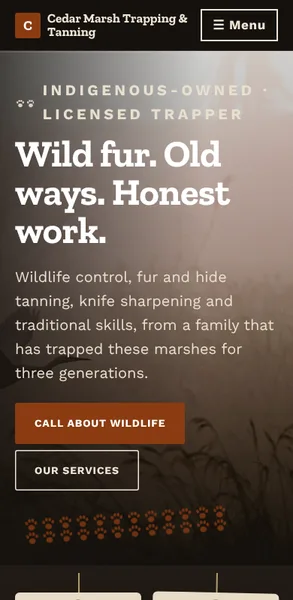 C
Cedar Marsh Trapping &
Tanning
☰ Menu
INDIGENOUS-OWNED ·
LICENSED TRAPPER
Wild fur. Old
ways. Honest
work.
Wildlife control, fur and hide
tanning, knife sharpening and
traditional skills, from a family that
has trapped these marshes for
three generations.
CALL ABOUT WILDLIFE
OUR SERVICES